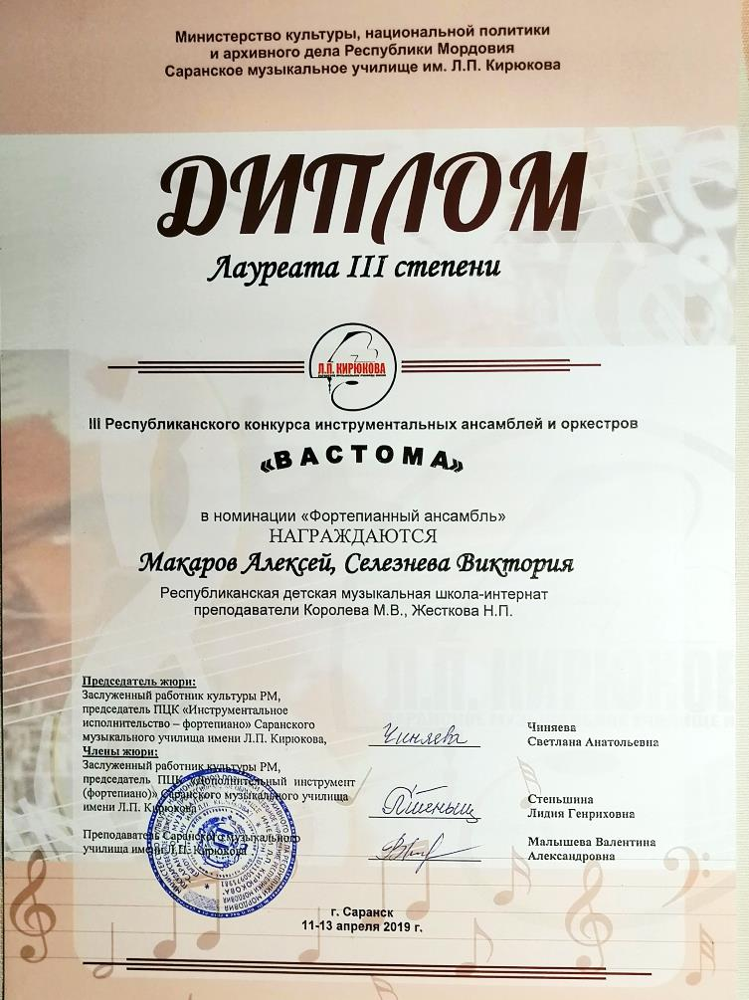 Министерство культуры, национальной политики
и архивного дела Республики Мордовия
Саранское музыкальное училище им. Л.П. Кирюкова
ДИПЛОМ
Лауреата III степени
Л.П. КИРЮКОВА
III Республиканского конкурса инструментальных ансамблей и оркестров
«ВАСТОМА»
в номинации «Фортепианный ансамбль»
НАГРАЖДАЮТСЯ
Макаров Алексей, Селезнева Виктория
Республиканская детская музыкальная школа-интернат
преподаватели Королева М.В., Жесткова Н.П.
Председатель жюри:
Заслуженный работник культуры РМ,
председатель ПЦК «Инструментальное
исполнительство – фортепиано» Саранского
музыкального училища имени Л.П. Кирюкова,
Чиняева
Чиняева
Светлана Анатольевна
Члены жюри:
Заслуженный работник культуры РМ,
председатель ПЦК «Дополнительный инструмент
(фортепиано)» Саранского музыкального училища
имени Л.П. Кирюкова
Стеньшина
Лидия Генриховна
Преподаватель Саранского музыкального
училища имени Л.П. Кирюкова
Малышева Валентина
Александровна
г. Саранск
11-13 апреля 2019 г.